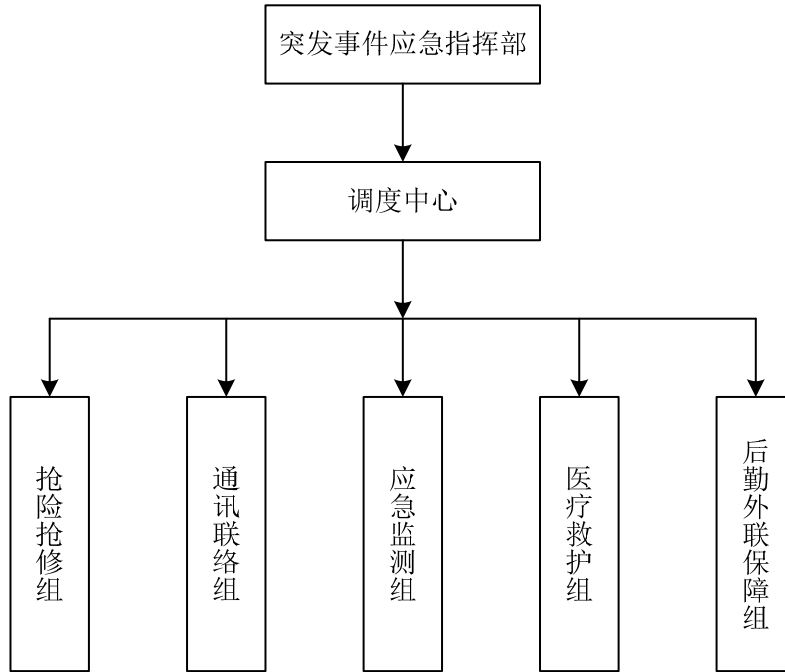 突发事件应急指挥部
调度中心
抢险抢修组
通讯联络组
应急监测组
医疗救护组
后勤外联保障组